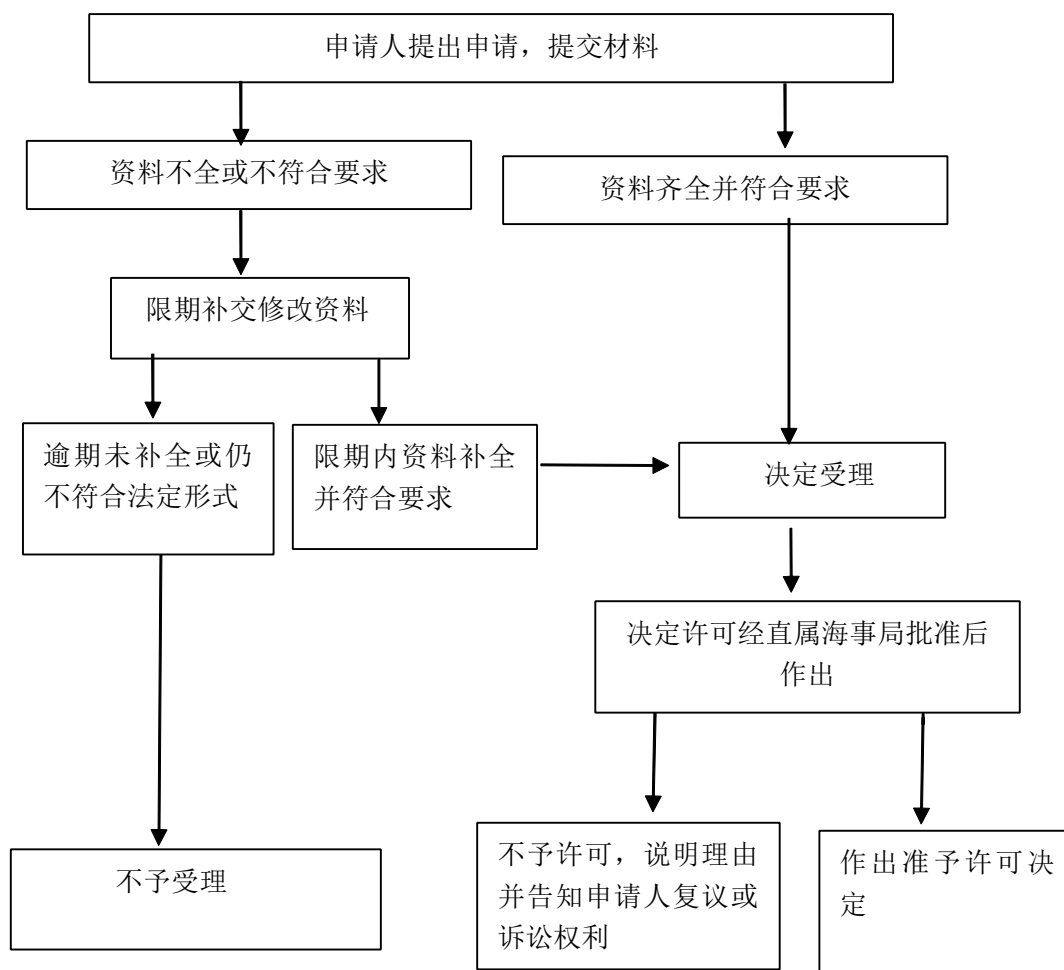 申请人提出申请，提交材料
资料不全或不符合要求
资料齐全并符合要求
限期补交修改资料
逾期未补全或仍
不符合法定形式
限期内资料补全
并符合要求
决定受理
决定许可经直属海事局批准后
作出
不予受理
不予许可，说明理由
并告知申请人复议或
诉讼权利
作出准予许可决
定